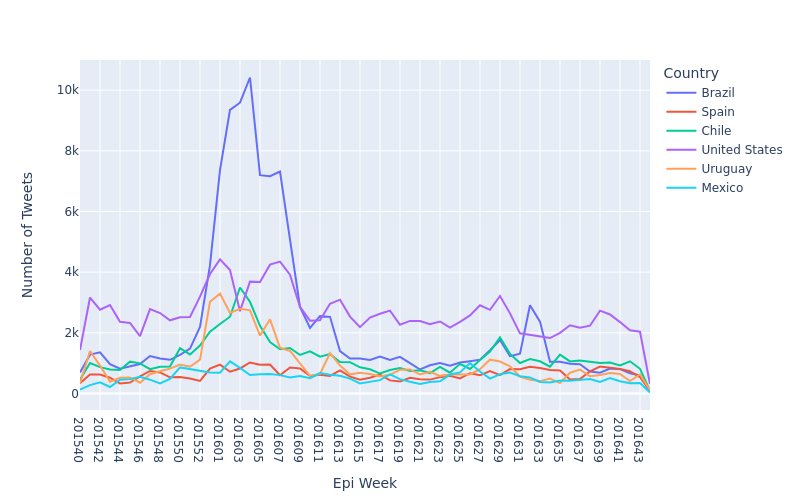 Country
Brazil
Spain
Chile
United States
Uruguay
Mexico
Number of Tweets
10k
8k
6k
4k
2k
0
201540
201542
201544
201546
201548
201550
201552
201601
201603
201605
201607
201609
201611
201613
201615
201617
201619
201621
201623
201625
201627
201629
201631
201633
201635
201637
201639
201641
201643
Epi Week